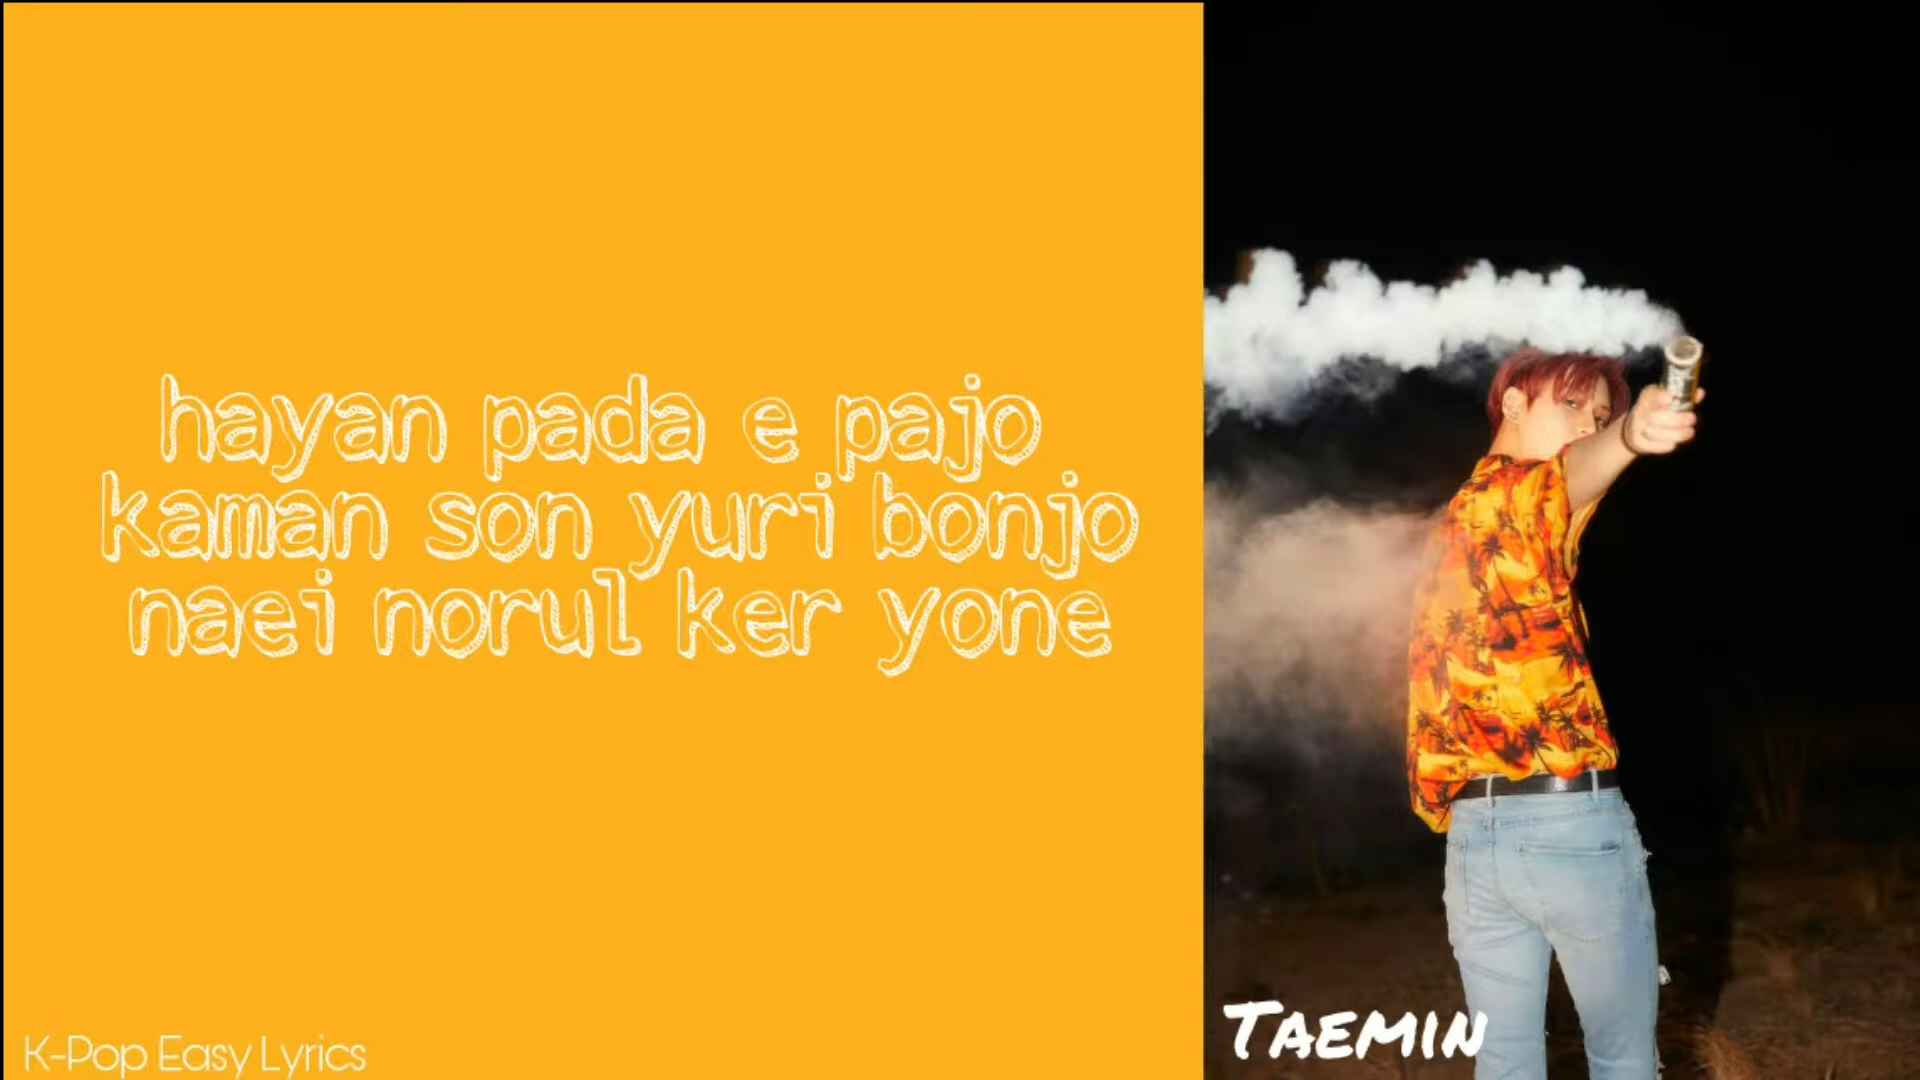 hayan pada e pajo
kaman son yuri bonjo
naei norul ker yone
K-Pop Easy Lyrics
Taemin